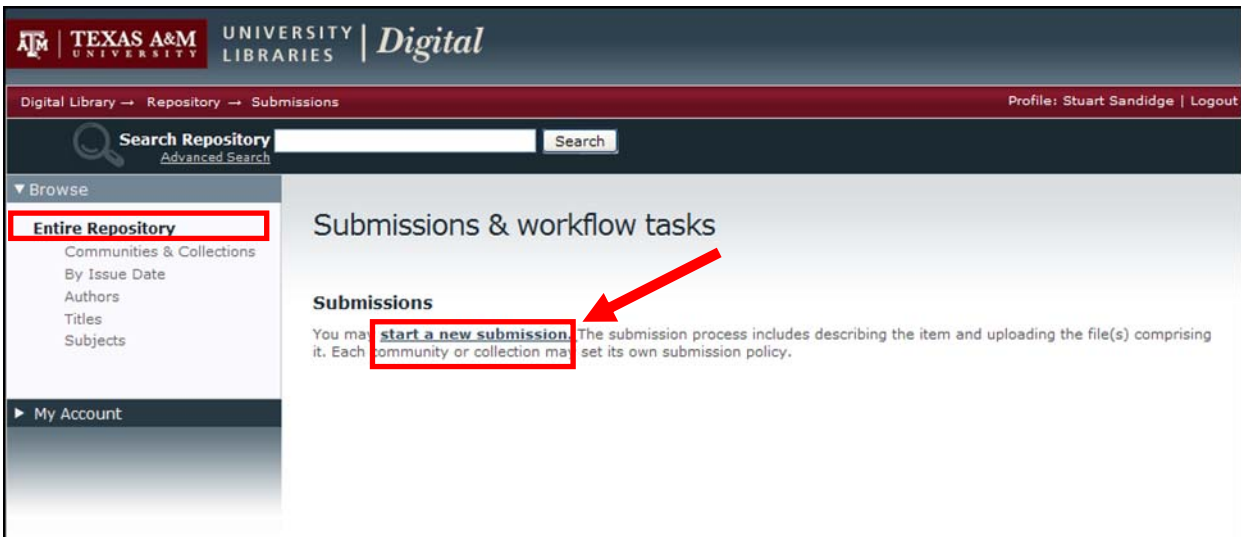 ATM | TEXAS A&M UNIVERSITY
UNIVERSITY LIBRARIES | Digital
Digital Library → Repository → Submissions
Profile: Stuart Sandidge | Logout
Search Repository
Search
Advanced Search
▼ Browse
Entire Repository
Communities & Collections
By Issue Date
Authors
Titles
Subjects
► My Account
Submissions & workflow tasks
Submissions
You may start a new submission. The submission process includes describing the item and uploading the file(s) comprising
it. Each community or collection may set its own submission policy.